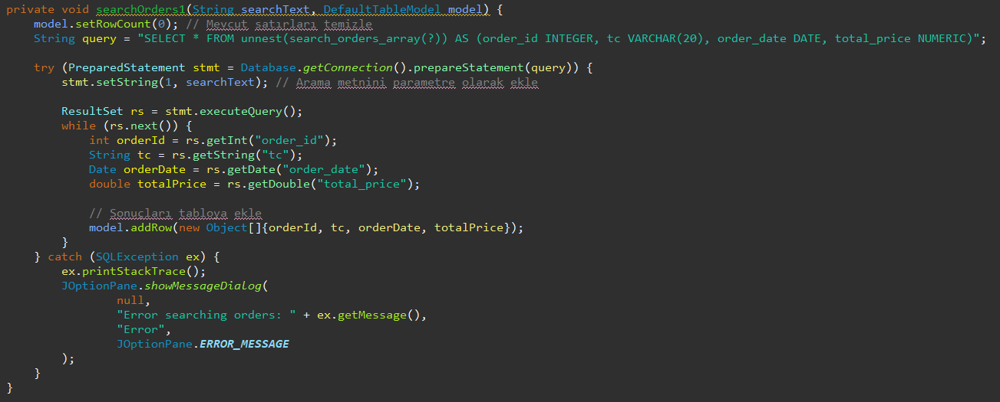 private void searchOrders1(String searchText, DefaultTableModel model) {
    model.setRowCount(0); // Mevcut satırları temizle
    String query = "SELECT * FROM unnest(search_orders_array(?)) AS (order_id INTEGER, tc VARCHAR(20), order_date DATE, total_price NUMERIC)";

    try (PreparedStatement stmt = Database.getConnection().prepareStatement(query)) {
        stmt.setString(1, searchText); // Arama metnini parametre olarak ekle

        ResultSet rs = stmt.executeQuery();
        while (rs.next()) {
            int orderId = rs.getInt("order_id");
            String tc = rs.getString("tc");
            Date orderDate = rs.getDate("order_date");
            double totalPrice = rs.getDouble("total_price");

            // Sonuçları tabloya ekle
            model.addRow(new Object[]{orderId, tc, orderDate, totalPrice});
        }
    } catch (SQLException ex) {
        ex.printStackTrace();
        JOptionPane.showMessageDialog(
                null,
                "Error searching orders: " + ex.getMessage(),
                "Error",
                JOptionPane.ERROR_MESSAGE
        );
    }
}